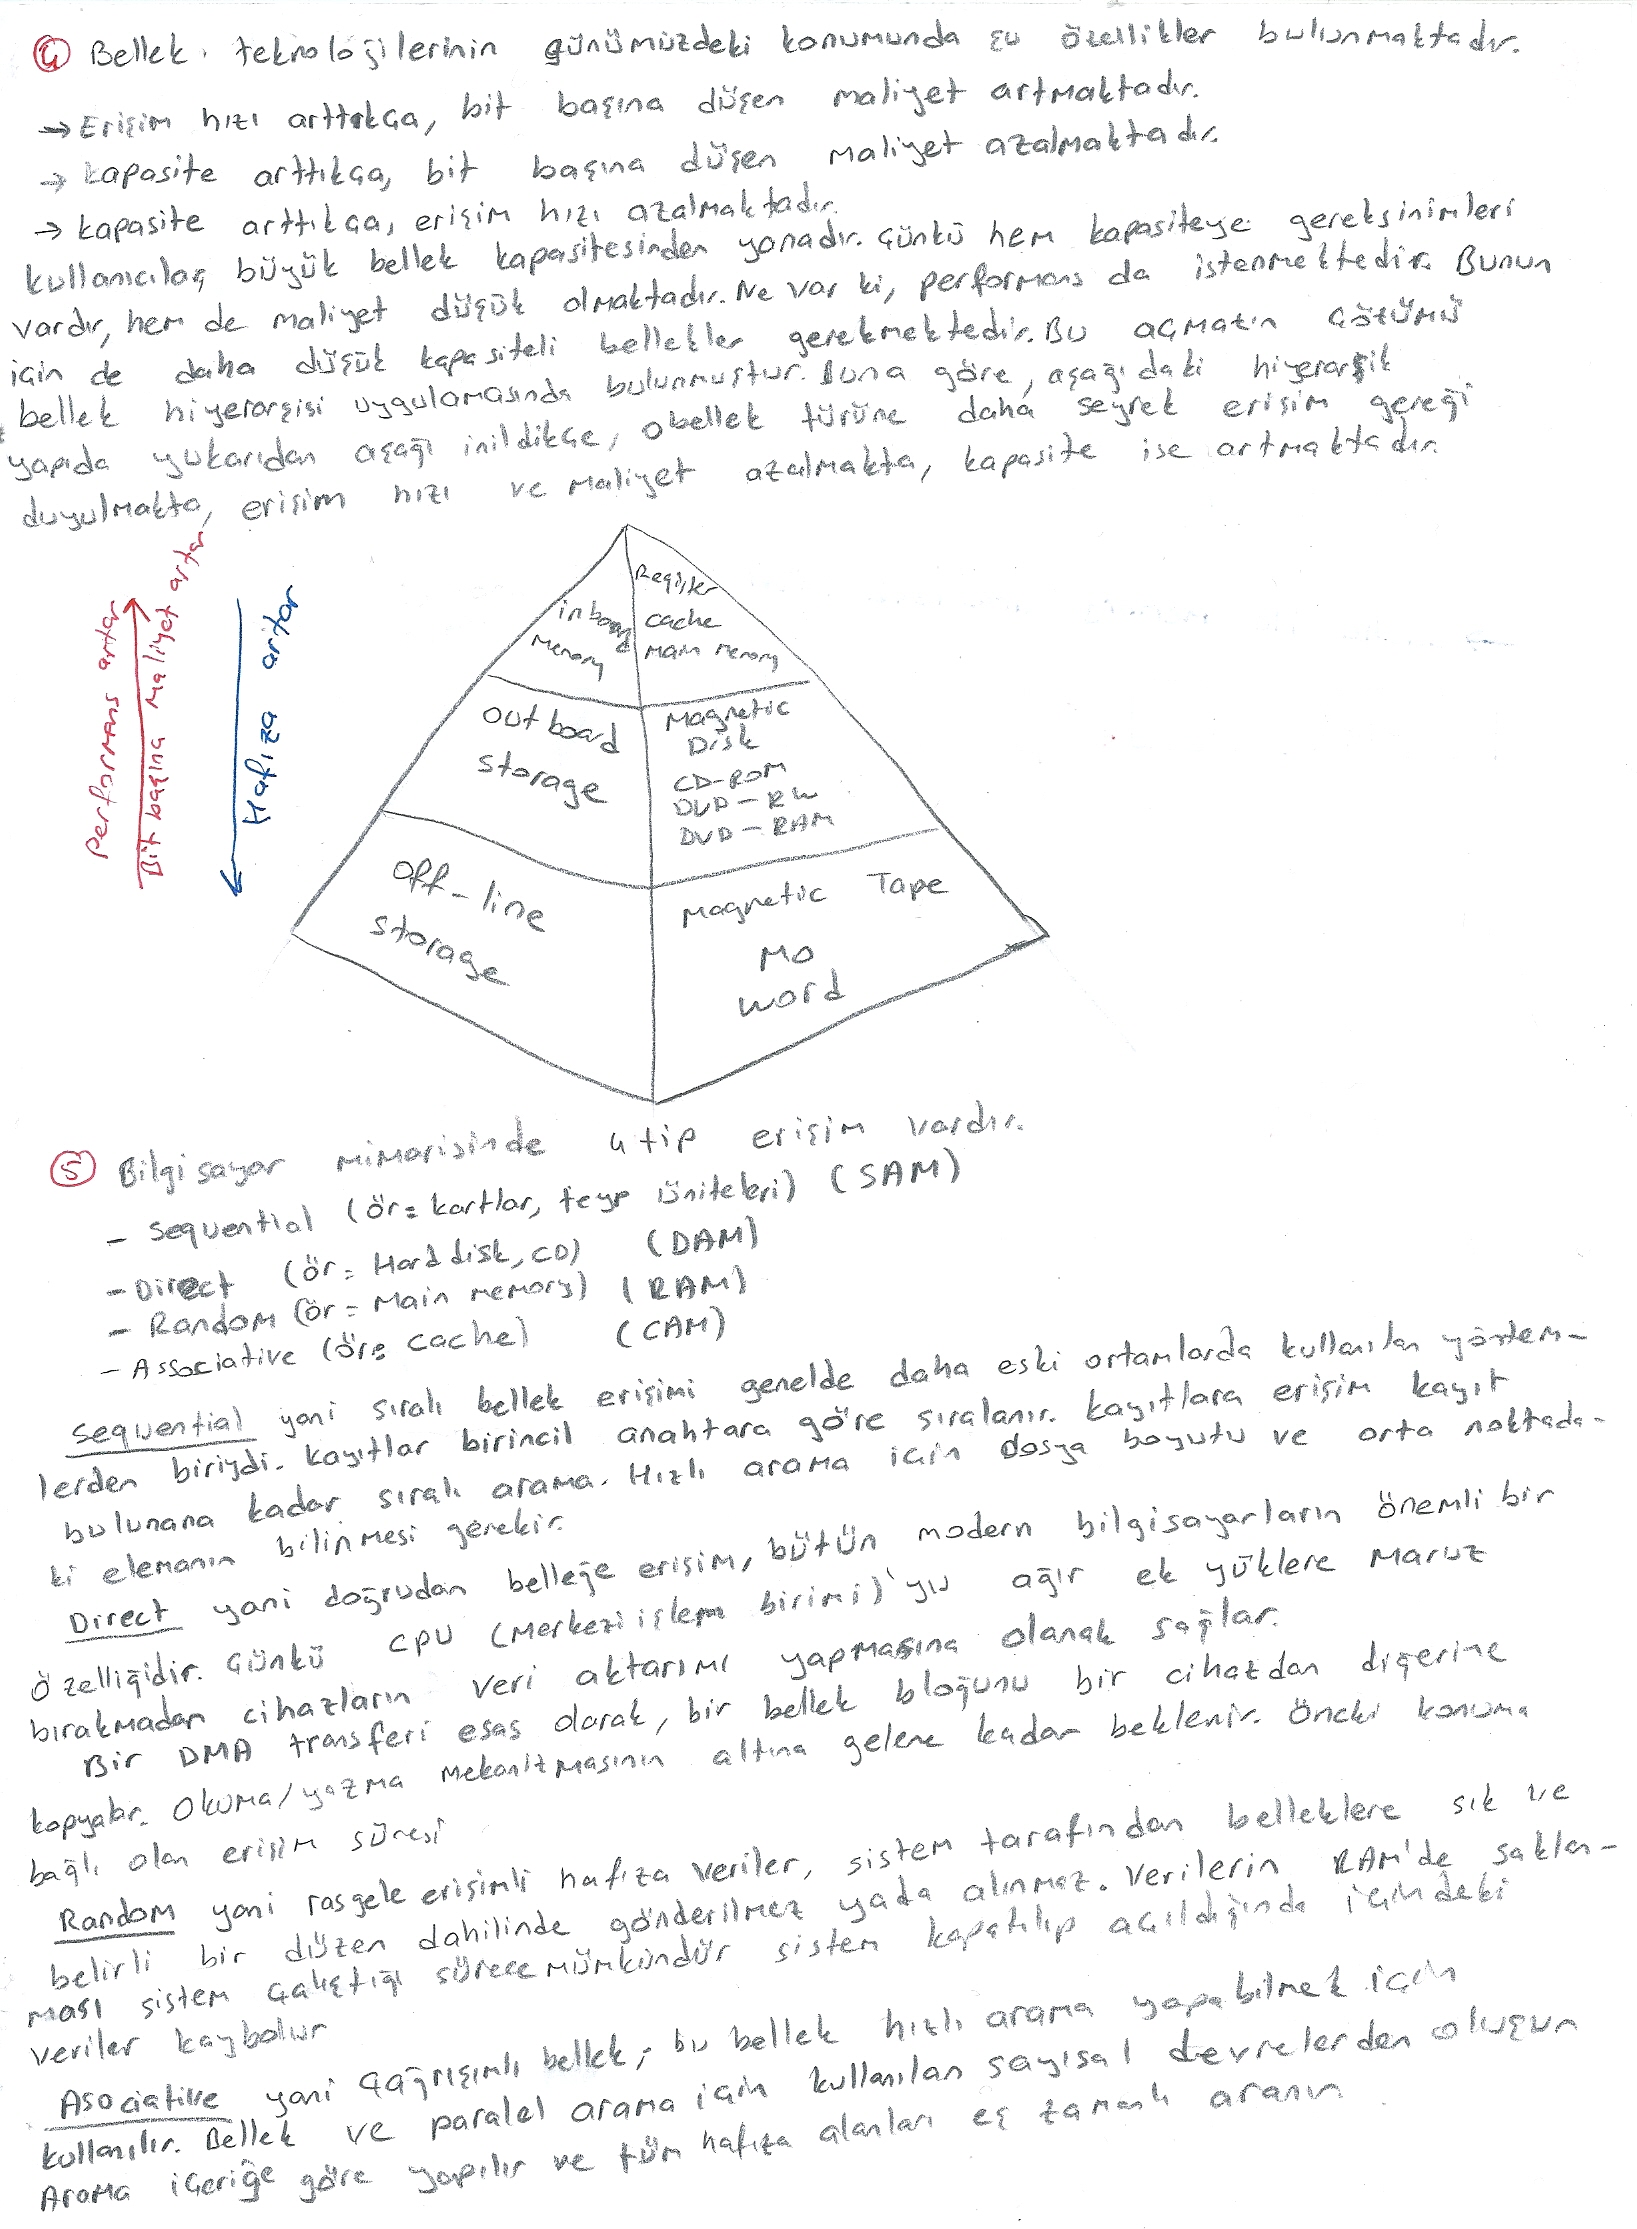 ④ Bellek teknolojilerinin günümüzdeki konumunda şu özellikler bulunmaktadır.
→ Erişim hızı arttıkça, bit başına düşen maliyet artmaktadır.
→ kapasite arttıkça, bit başına düşen maliyet azalmaktadır.
→ kapasite arttıkça, erişim hızı azalmaktadır.
kullanıcılar, büyük bellek kapasitesinden yanadır. Çünkü hem kapasiteye gereksinimleri
vardır, hem de maliyet düşük olmaktadır. Ne var ki, performans da istenmektedir. Bunun
için de daha düşük kapasiteli bellekler gerekmektedir. Bu açmazın çözümü
bellek hiyerarşisi uygulamasında bulunmuştur. Buna göre, aşağıdaki hiyerarşik
yapıda yukarıdan aşağı inildikçe, o bellek türüne daha seyrek erişim gereği
duyulmakta, erişim hızı ve maliyet azalmakta, kapasite ise artmaktadır.
Performans artar
Bit başına maliyet artar
Hafıza artar
inboard
memory
Register
cache
main memory
outboard
storage
Magnetic
Disk
CD-ROM
DVD-RW
DVD-RAM
Off-line
storage
Magnetic Tape
MO
word
⑤ Bilgisayar mimarisinde 4 tip erişim vardır.
- Sequential (ör= kartlar, teyp üniteleri) (SAM)
- Direct (ör= Hard disk, CD) (DAM)
- Random (ör= Main memory) (RAM)
- Associative (ör= cache) (CAM)
Sequential yani sıralı bellek erişimi genelde daha eski ortamlarda kullanılan yöntem-
lerden biriydi. Kayıtlar birincil anahtara göre sıralanır. Kayıtlara erişim kayıt
bulunana kadar sıralı arama. Hızlı arama için dosya boyutu ve orta noktada-
ki elemanın bilinmesi gerekir.
Direct yani doğrudan belleğe erişim, bütün modern bilgisayarların önemli bir
özelliğidir. Çünkü CPU (Merkezi işlem birimi)'yu ağır ek yüklere maruz
bırakmadan cihazların veri aktarımı yapmasına olanak sağlar.
Bir DMA transferi esas olarak, bir bellek bloğunu bir cihazdan diğerine
kopyalar. Okuma/yazma mekanizmasının altına gelene kadar beklenir. Önceki konuma
bağlı olan erişim süresi
Random yani rasgele erişimli hafıza veriler, sistem tarafından belleklere sık ve
belirli bir düzen dahilinde gönderilmez yada alınmaz. Verilerin RAM'de saklan-
ması sistem çalıştığı sürece mümkündür sistem kapatılıp açıldığında içindeki
veriler kaybolur
Asociative yani çağrışımlı bellek; bu bellek hızlı arama yapabilmek için
kullanılır. Bellek ve paralel arama için kullanılan sayısal devrelerden oluşur
Arama içeriğe göre yapılır ve tüm hafıza alanları eş zamanlı aranır